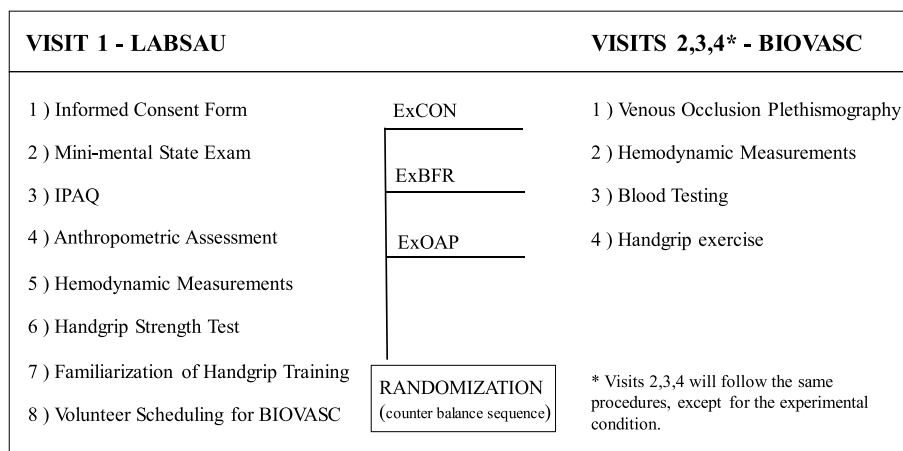 VISIT 1 - LABSAU
1 ) Informed Consent Form
2 ) Mini-mental State Exam
3 ) IPAQ
4 ) Anthropometric Assessment
5 ) Hemodynamic Measurements
6 ) Handgrip Strength Test
7 ) Familiarization of Handgrip Training
8 ) Volunteer Scheduling for BIOVASC
ExCON
ExBFR
ExOAP
RANDOMIZATION
(counter balance sequence)
VISITS 2,3,4* - BIOVASC
1 ) Venous Occlusion Plethismography
2 ) Hemodynamic Measurements
3 ) Blood Testing
4 ) Handgrip exercise
* Visits 2,3,4 will follow the same
procedures, except for the experimental
condition.